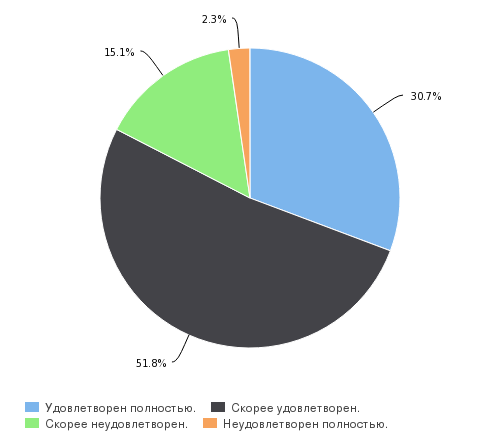 2.3%
15.1%
30.7%
51.8%
Удовлетворен полностью. Скорее удовлетворен.
Скорее неудовлетворен. Неудовлетворен полностью.